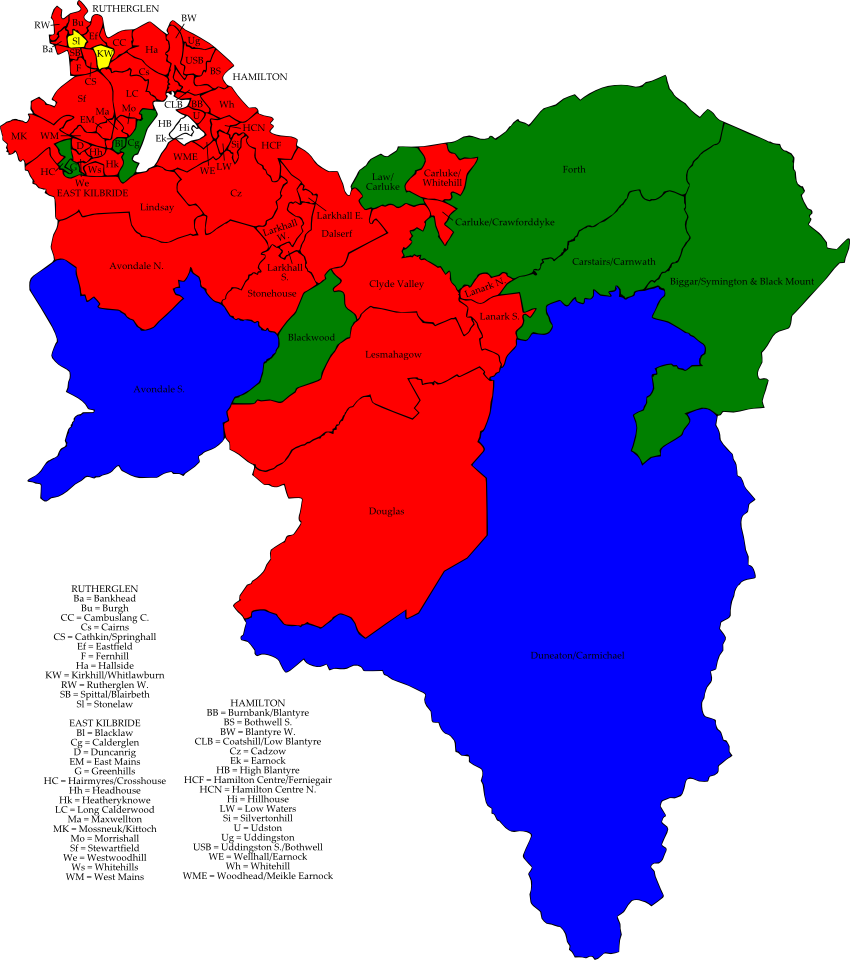 RUTHERGLEN
BW
RW
Bu
Ef
Sl
Ba
SB
CC
Ha
Ug
KW
USB
F
BS
Cs
HAMILTON
CS
Sf
LC
CLB
BB
Wh
Ma
Mo
U
EM
HB
Hi
HCN
MK
WM
Ek
D
Bl
Cg
Si
HCF
Hh
WME
HC
G
Hk
WE
LW
Wa
We
EAST KILBRIDE
Cz
Lindsay
Larkhall E.
Larkhall
W.
Dalserf
Avondale N.
Larkhall
S.
Stonehouse
Law/
Carluke
Carluke/
Whitehill
Forth
Carluke/Crawforddyke
Carstairs/Carnwath
Biggar/Symington & Black Mount
Clyde Valley
Lanark N.
Lanark S.
Blackwood
Lesmahagow
Avondale S.
Douglas
Duneaton/Carmichael
RUTHERGLEN
Ba = Bankhead
Bu = Burgh
CC = Cambuslang C.
Cs = Cairns
CS = Cathkin/Springhall
Ef = Eastfield
F = Fernhill
Ha = Hallside
KW = Kirkhill/Whitlawburn
RW = Rutherglen W.
SB = Spittal/Blairbeth
Sl = Stonelaw
EAST KILBRIDE
Bl = Blacklaw
Cg = Calderglen
D = Duncanrig
EM = East Mains
G = Greenhills
HC = Hairmyres/Crosshouse
Hh = Headhouse
Hk = Heatheryknowe
LC = Long Calderwood
Ma = Maxwellton
MK = Mossneuk/Kittoch
Mo = Morrishall
Sf = Stewartfield
We = Westwoodhill
Ws = Whitehills
WM = West Mains
HAMILTON
BB = Burnbank/Blantyre
BS = Bothwell S.
BW = Blantyre W.
CLB = Coatshill/Low Blantyre
Cz = Cadzow
Ek = Earnock
HB = High Blantyre
HCF = Hamilton Centre/Ferniegair
HCN = Hamilton Centre N.
Hi = Hillhouse
LW = Low Waters
Si = Silvertonhill
U = Udston
Ug = Uddingston
USB = Uddingston S./Bothwell
WE = Wellhall/Earnock
Wh = Whitehill
WME = Woodhead/Meikle Earnock